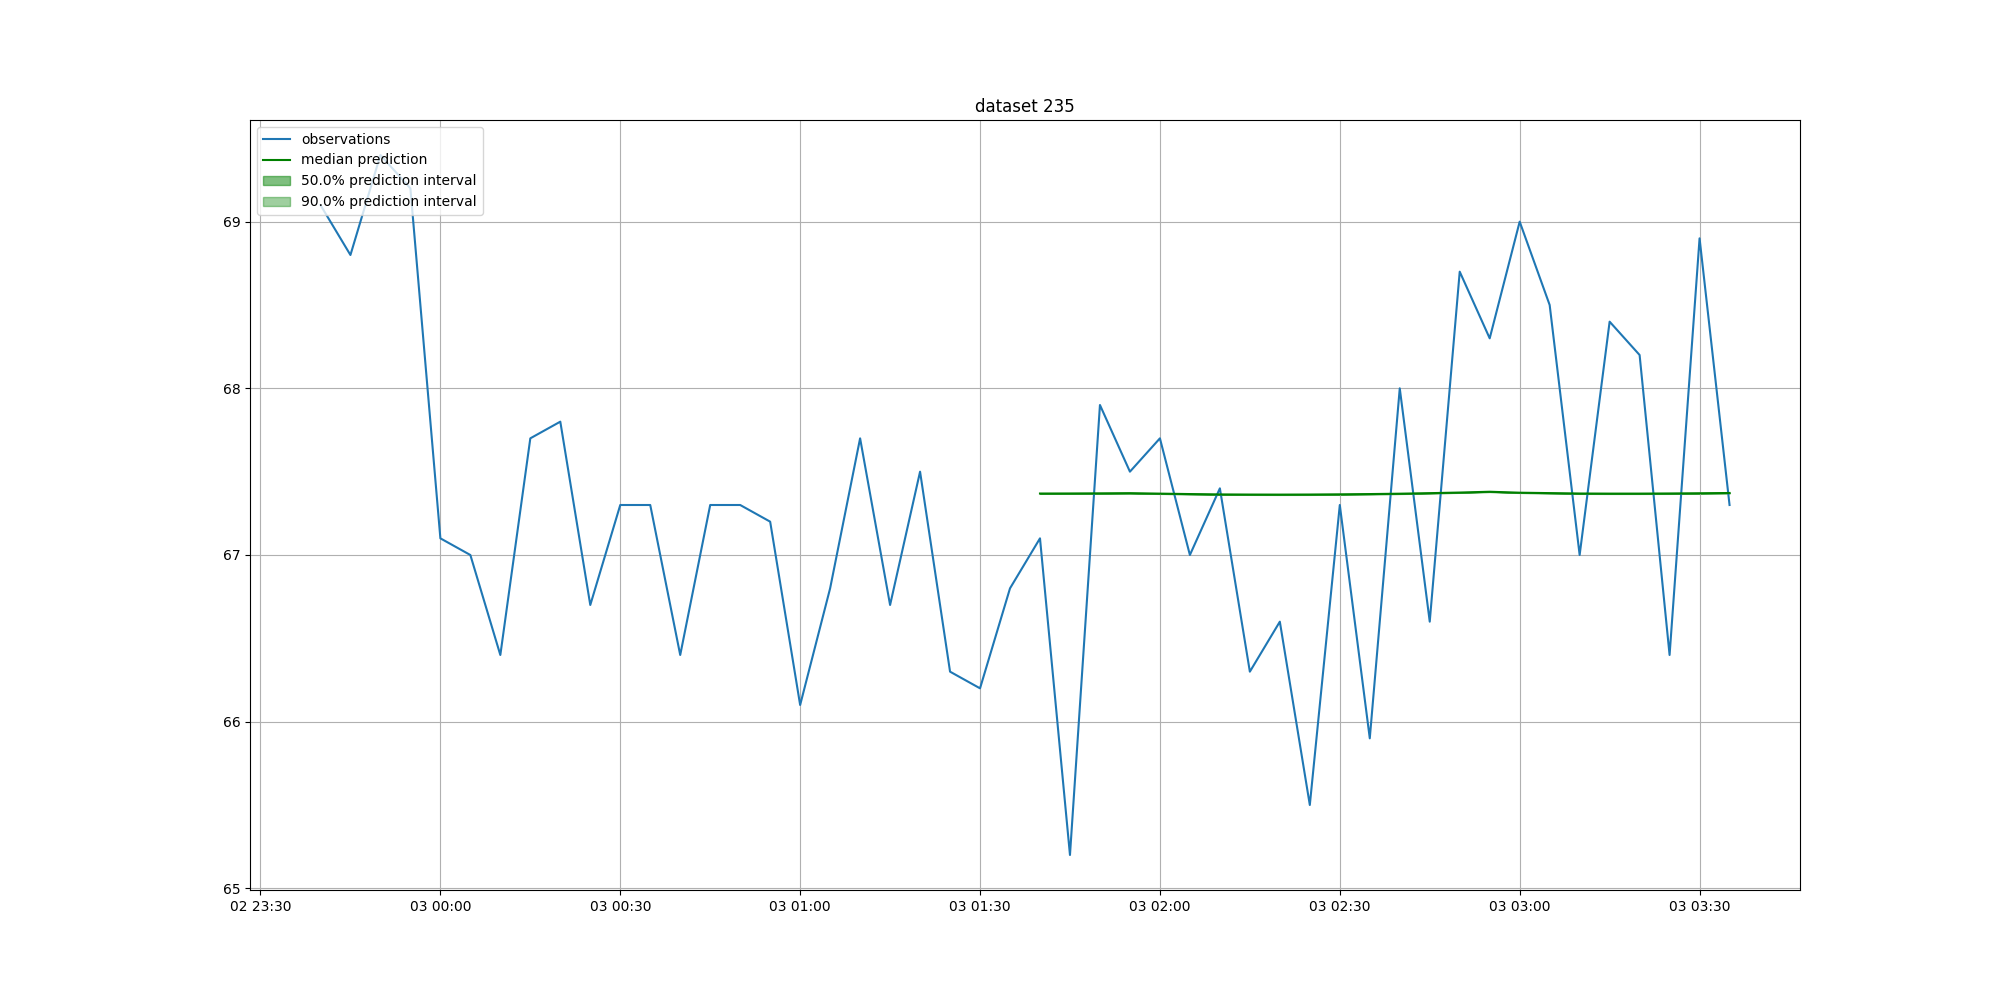 dataset 235
observations
median prediction
50.0% prediction interval
90.0% prediction interval
69
68
67
66
65
02 23:30 03 00:00 03 00:30 03 01:00 03 01:30 03 02:00 03 02:30 03 03:00 03 03:30